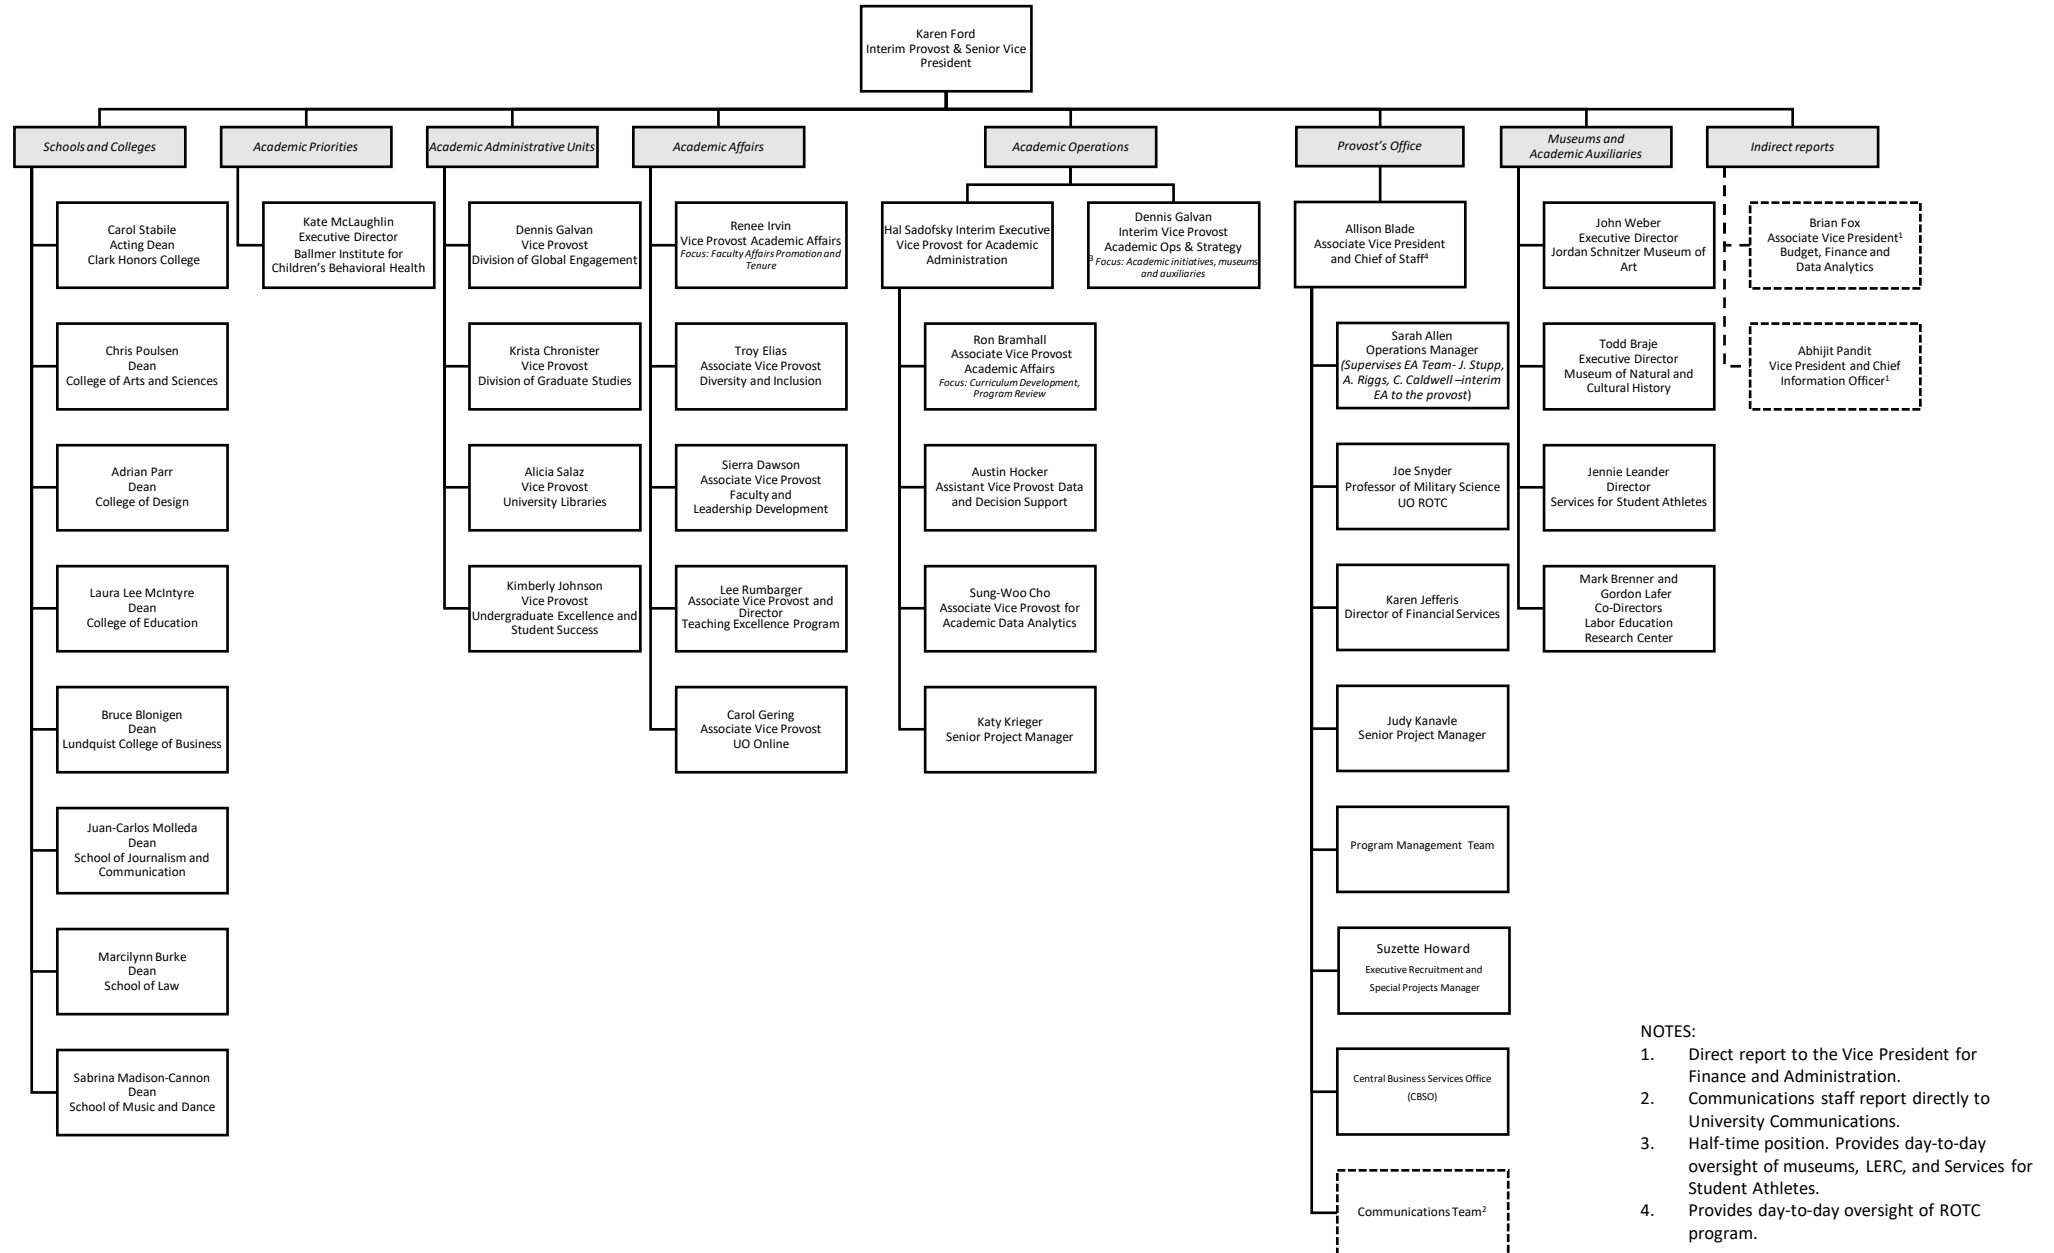 Karen Ford
Interim Provost & Senior Vice
President
Schools and Colleges
Academic Priorities
Academic Administrative Units
Academic Affairs
Academic Operations
Provost's Office
Museums and
Academic Auxiliaries
Indirect reports
Carol Stabile
Acting Dean
Clark Honors College
Chris Poulsen
Dean
College of Arts and Sciences
Adrian Parr
Dean
College of Design
Laura Lee McIntyre
Dean
College of Education
Bruce Blonigen
Dean
Lundquist College of Business
Juan-Carlos Molleda
Dean
School of Journalism and
Communication
Marcilynn Burke
Dean
School of Law
Sabrina Madison-Cannon
Dean
School of Music and Dance
Kate McLaughlin
Executive Director
Ballmer Institute for
Children's Behavioral Health
Dennis Galvan
Vice Provost
Division of Global Engagement
Krista Chronister
Vice Provost
Division of Graduate Studies
Alicia Salaz
Vice Provost
University Libraries
Kimberly Johnson
Vice Provost
Undergraduate Excellence and
Student Success
Renee Irvin
Vice Provost Academic Affairs
Focus: Faculty Affairs Promotion and
Tenure
Troy Elias
Associate Vice Provost
Diversity and Inclusion
Sierra Dawson
Associate Vice Provost
Faculty and
Leadership Development
Lee Rumbarger
Associate Vice Provost and
Director
Teaching Excellence Program
Carol Gering
Associate Vice Provost
UO Online
Hal Sadofsky Interim Executive
Vice Provost for Academic
Administration
Dennis Galvan
Interim Vice Provost
Academic Ops & Strategy
3 Focus: Academic initiatives, museums
and auxiliaries
Ron Bramhall
Associate Vice Provost
Academic Affairs
Focus: Curriculum Development,
Program Review
Austin Hocker
Assistant Vice Provost Data
and Decision Support
Sung-Woo Cho
Associate Vice Provost for
Academic Data Analytics
Katy Krieger
Senior Project Manager
Allison Blade
Associate Vice President
and Chief of Staff4
Sarah Allen
Operations Manager
(Supervises EA Team- J. Stupp,
A. Riggs, C. Caldwell –interim
EA to the provost)
Joe Snyder
Professor of Military Science
UO ROTC
Karen Jefferis
Director of Financial Services
Judy Kanavle
Senior Project Manager
Program Management Team
Suzette Howard
Executive Recruitment and
Special Projects Manager
Central Business Services Office
(CBSO)
Communications Team2
John Weber
Executive Director
Jordan Schnitzer Museum of
Art
Todd Braje
Executive Director
Museum of Natural and
Cultural History
Jennie Leander
Director
Services for Student Athletes
Mark Brenner and
Gordon Lafer
Co-Directors
Labor Education
Research Center
Brian Fox
Associate Vice President1
Budget, Finance and
Data Analytics
Abhijit Pandit
Vice President and Chief
Information Officer1
NOTES:
1. Direct report to the Vice President for
Finance and Administration.
2. Communications staff report directly to
University Communications.
3. Half-time position. Provides day-to-day
oversight of museums, LERC, and Services for
Student Athletes.
4. Provides day-to-day oversight of ROTC
program.